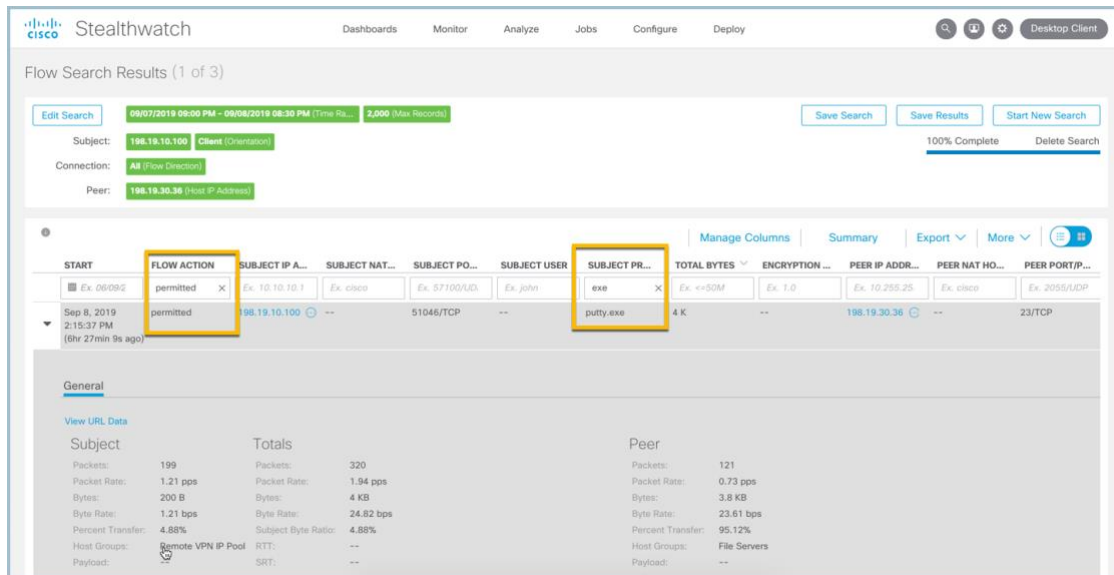 cisco Stealthwatch Dashboards Monitor Analyze Jobs Configure Deploy Desktop Client
Flow Search Results (1 of 3)
Edit Search 09/07/2019 09:00 PM - 09/08/2019 08:30 PM (Time Ra... 2,000 (Max Records) Save Search Save Results Start New Search
Subject: 198.19.10.100 Client (Orientation) 100% Complete Delete Search
Connection: All (Flow Direction)
Peer: 198.19.30.36 (Host IP Address)
Manage Columns Summary Export More
START FLOW ACTION SUBJECT IP A... SUBJECT NAT... SUBJECT PO... SUBJECT USER SUBJECT PR... TOTAL BYTES ENCRYPTION ... PEER IP ADDR... PEER NAT HO... PEER PORT/P...
Ex. 06/09/2 permitted × Ex. 10.10.10.1 Ex. cisco Ex. 57100/UD. Ex. john exe × Ex. <=50M Ex. 1.0 Ex. 10.255.25. Ex. cisco Ex. 2055/UDP
Sep 8, 2019 permitted 198.19.10.100 -- 51046/TCP -- putty.exe 4 K 198.19.30.36 -- 23/TCP
2:15:37 PM
(6hr 27min 9s ago)
General
View URL Data
Subject Totals Peer
Packets: 199 Packets: 320 Packets: 121
Packet Rate: 1.21 pps Packet Rate: 1.94 pps Packet Rate: 0.73 pps
Bytes: 200 B Bytes: 4 KB Bytes: 3.8 KB
Byte Rate: 1.21 bps Byte Rate: 24.82 bps Byte Rate: 23.61 bps
Percent Transfer: 4.88% Subject Byte Ratio: 4.88% Percent Transfer: 95.12%
Host Groups: Remote VPN IP Pool RTT: -- Host Groups: File Servers
Payload: -- SRT: -- Payload: --